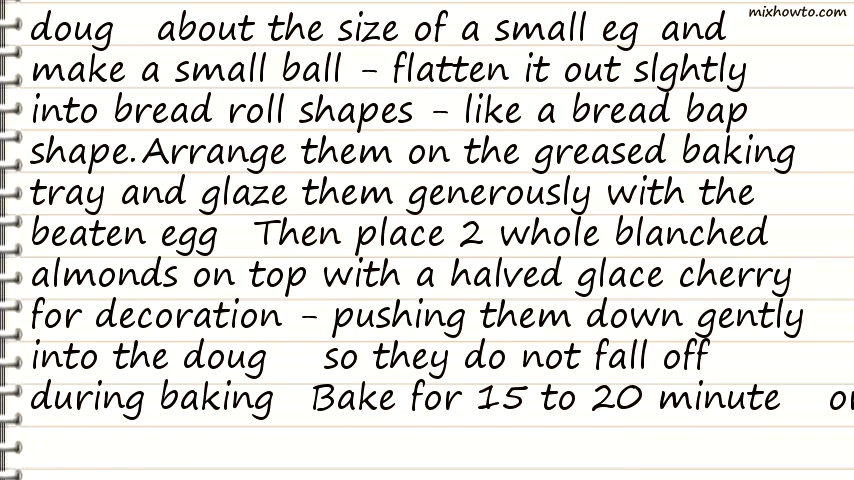 mixhowto.com
doug about the size of a small eg and
make a small ball - flatten it out slghtly
into bread roll shapes - like a bread bap
shape.Arrange them on the greased baking
tray and glaze them generously with the
beaten egg Then place 2 whole blanched
almonds on top with a halved glace cherry
for decoration - pushing them down gently
into the doug so they do not fall off
during baking Bake for 15 to 20 minute